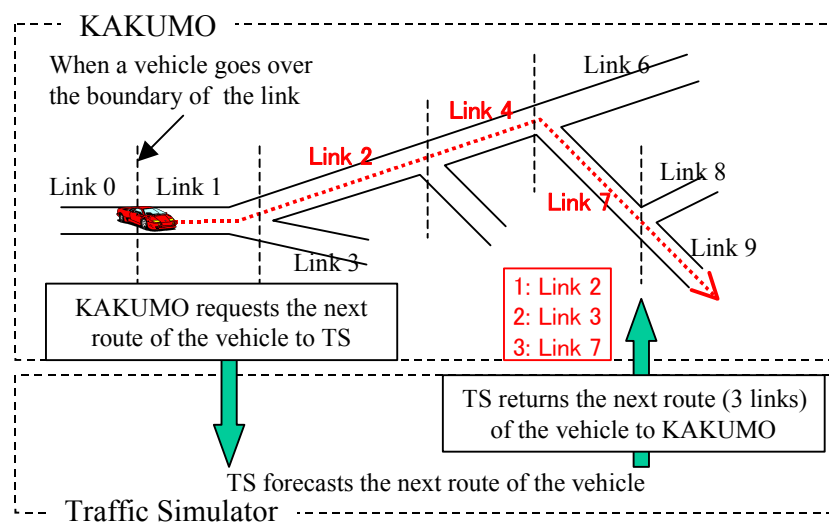 KAKUMO
When a vehicle goes over
the boundary of the link
Link 6
Link 4
Link 2
Link 0
Link 1
Link 8
Link 7
Link 9
Link 3
KAKUMO requests the next
route of the vehicle to TS
1: Link 2
2: Link 3
3: Link 7
TS returns the next route (3 links)
of the vehicle to KAKUMO
TS forecasts the next route of the vehicle
Traffic Simulator